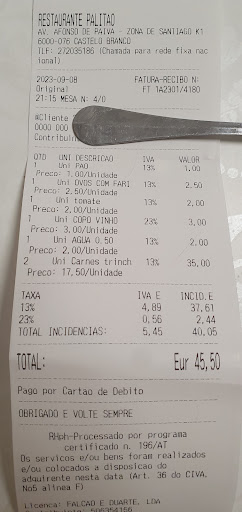 RESTAURANTE PALITAO
AV. AFONSO DE PAIVA - ZONA DE SANTIAGO K1
6000-076 CASTELO BRANCO
TLF: 272035186 (Chamada para rede fixa nac
ional)
2023-09-08 FATURA-RECIBO N:
Original FT 1A2301/4180
21:15 MESA N: 4/0
#Cliente
0000 000
Contribuin
QTD UNI DESCRICAO IVA VALOR
1 Uni PAO 13% 1.00
Preco: 1,00/Unidade
1 Uni OVOS COM FARI 13% 2.50
Preco: 2.50/Unidade
1 Uni tomate 13% 2,00
Preco: 2.00/Unidade
1 Uni COPO VINHO 23% 3,00
Preco: 3,00/Unidade
1 Uni AGUA 0.50 13% 2.00
Preco: 2,00/Unidade
2 Uni Carnes trinch 13% 35,00
Preco: 17,50/Unidade
TAXA IVA E INCID.E
13% 4,89 37,61
23% 0,56 2,44
TOTAL INCIDENCIAS: 5,45 40,05
TOTAL: Eur 45,50
Pago por Cartao de Debito
OBRIGADO E VOLTE SEMPRE
RHph-Processado por programa
certificado n. 196/AT
Os servicos e/ou bens foram realizados
e/ou colocados a disposicao do
adquirente nesta data (Art. 36 do CIVA,
No5 alinea f)
Licenca: FALCAO E DUARTE, LDA